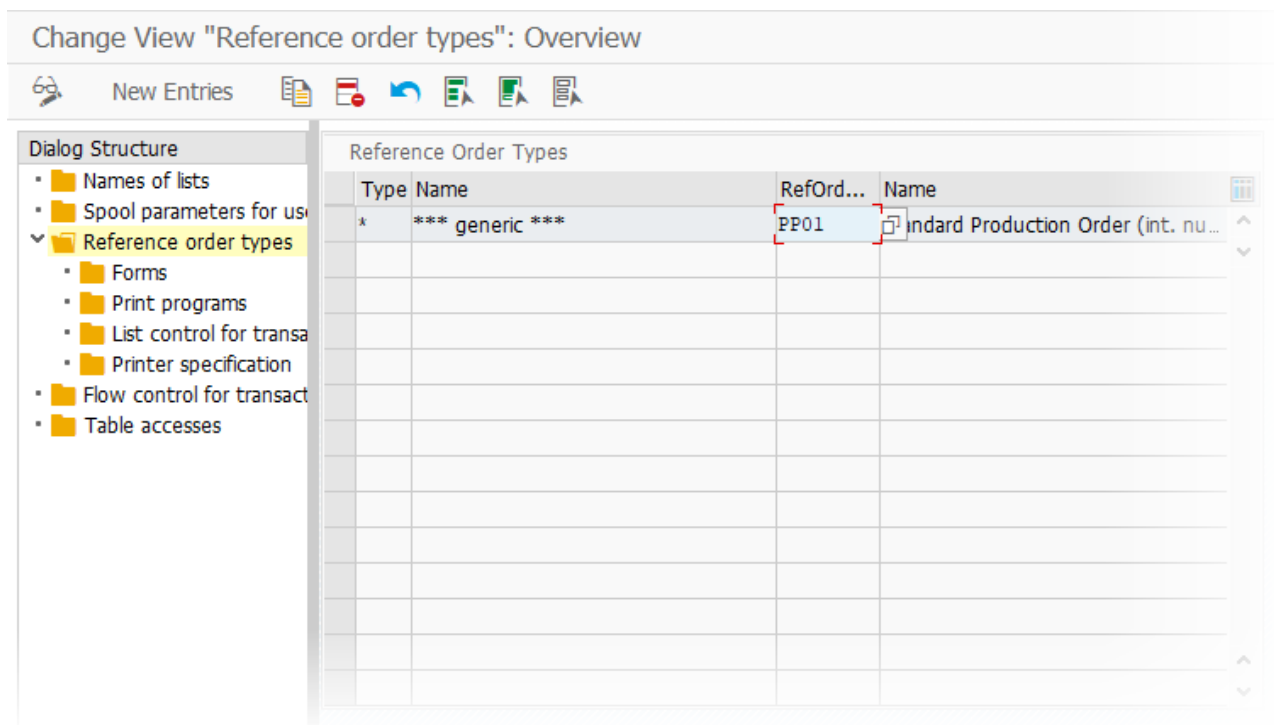 Change View "Reference order types": Overview
New Entries
Dialog Structure
Names of lists
Spool parameters for use
Reference order types
Forms
Print programs
List control for transa
Printer specification
Flow control for transact
Table accesses
Reference Order Types
Type Name RefOrd... Name
* *** generic *** PP01 ndard Production Order (int. nu...